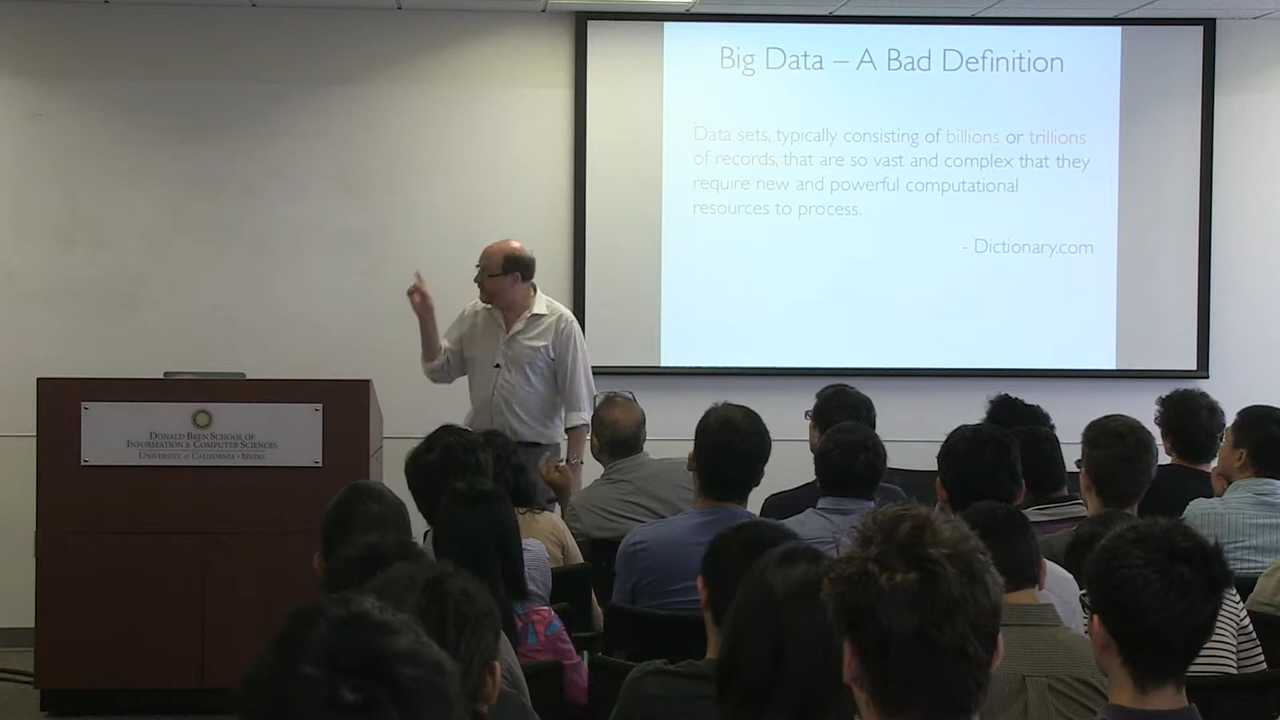 Big Data – A Bad Definition
Data sets, typically consisting of billions or trillions
of records, that are so vast and complex that they
require new and powerful computational
resources to process.
- Dictionary.com
DONALD BREN SCHOOL OF
INFORMATION & COMPUTER SCIENCES
UNIVERSITY OF CALIFORNIA • IRVINE